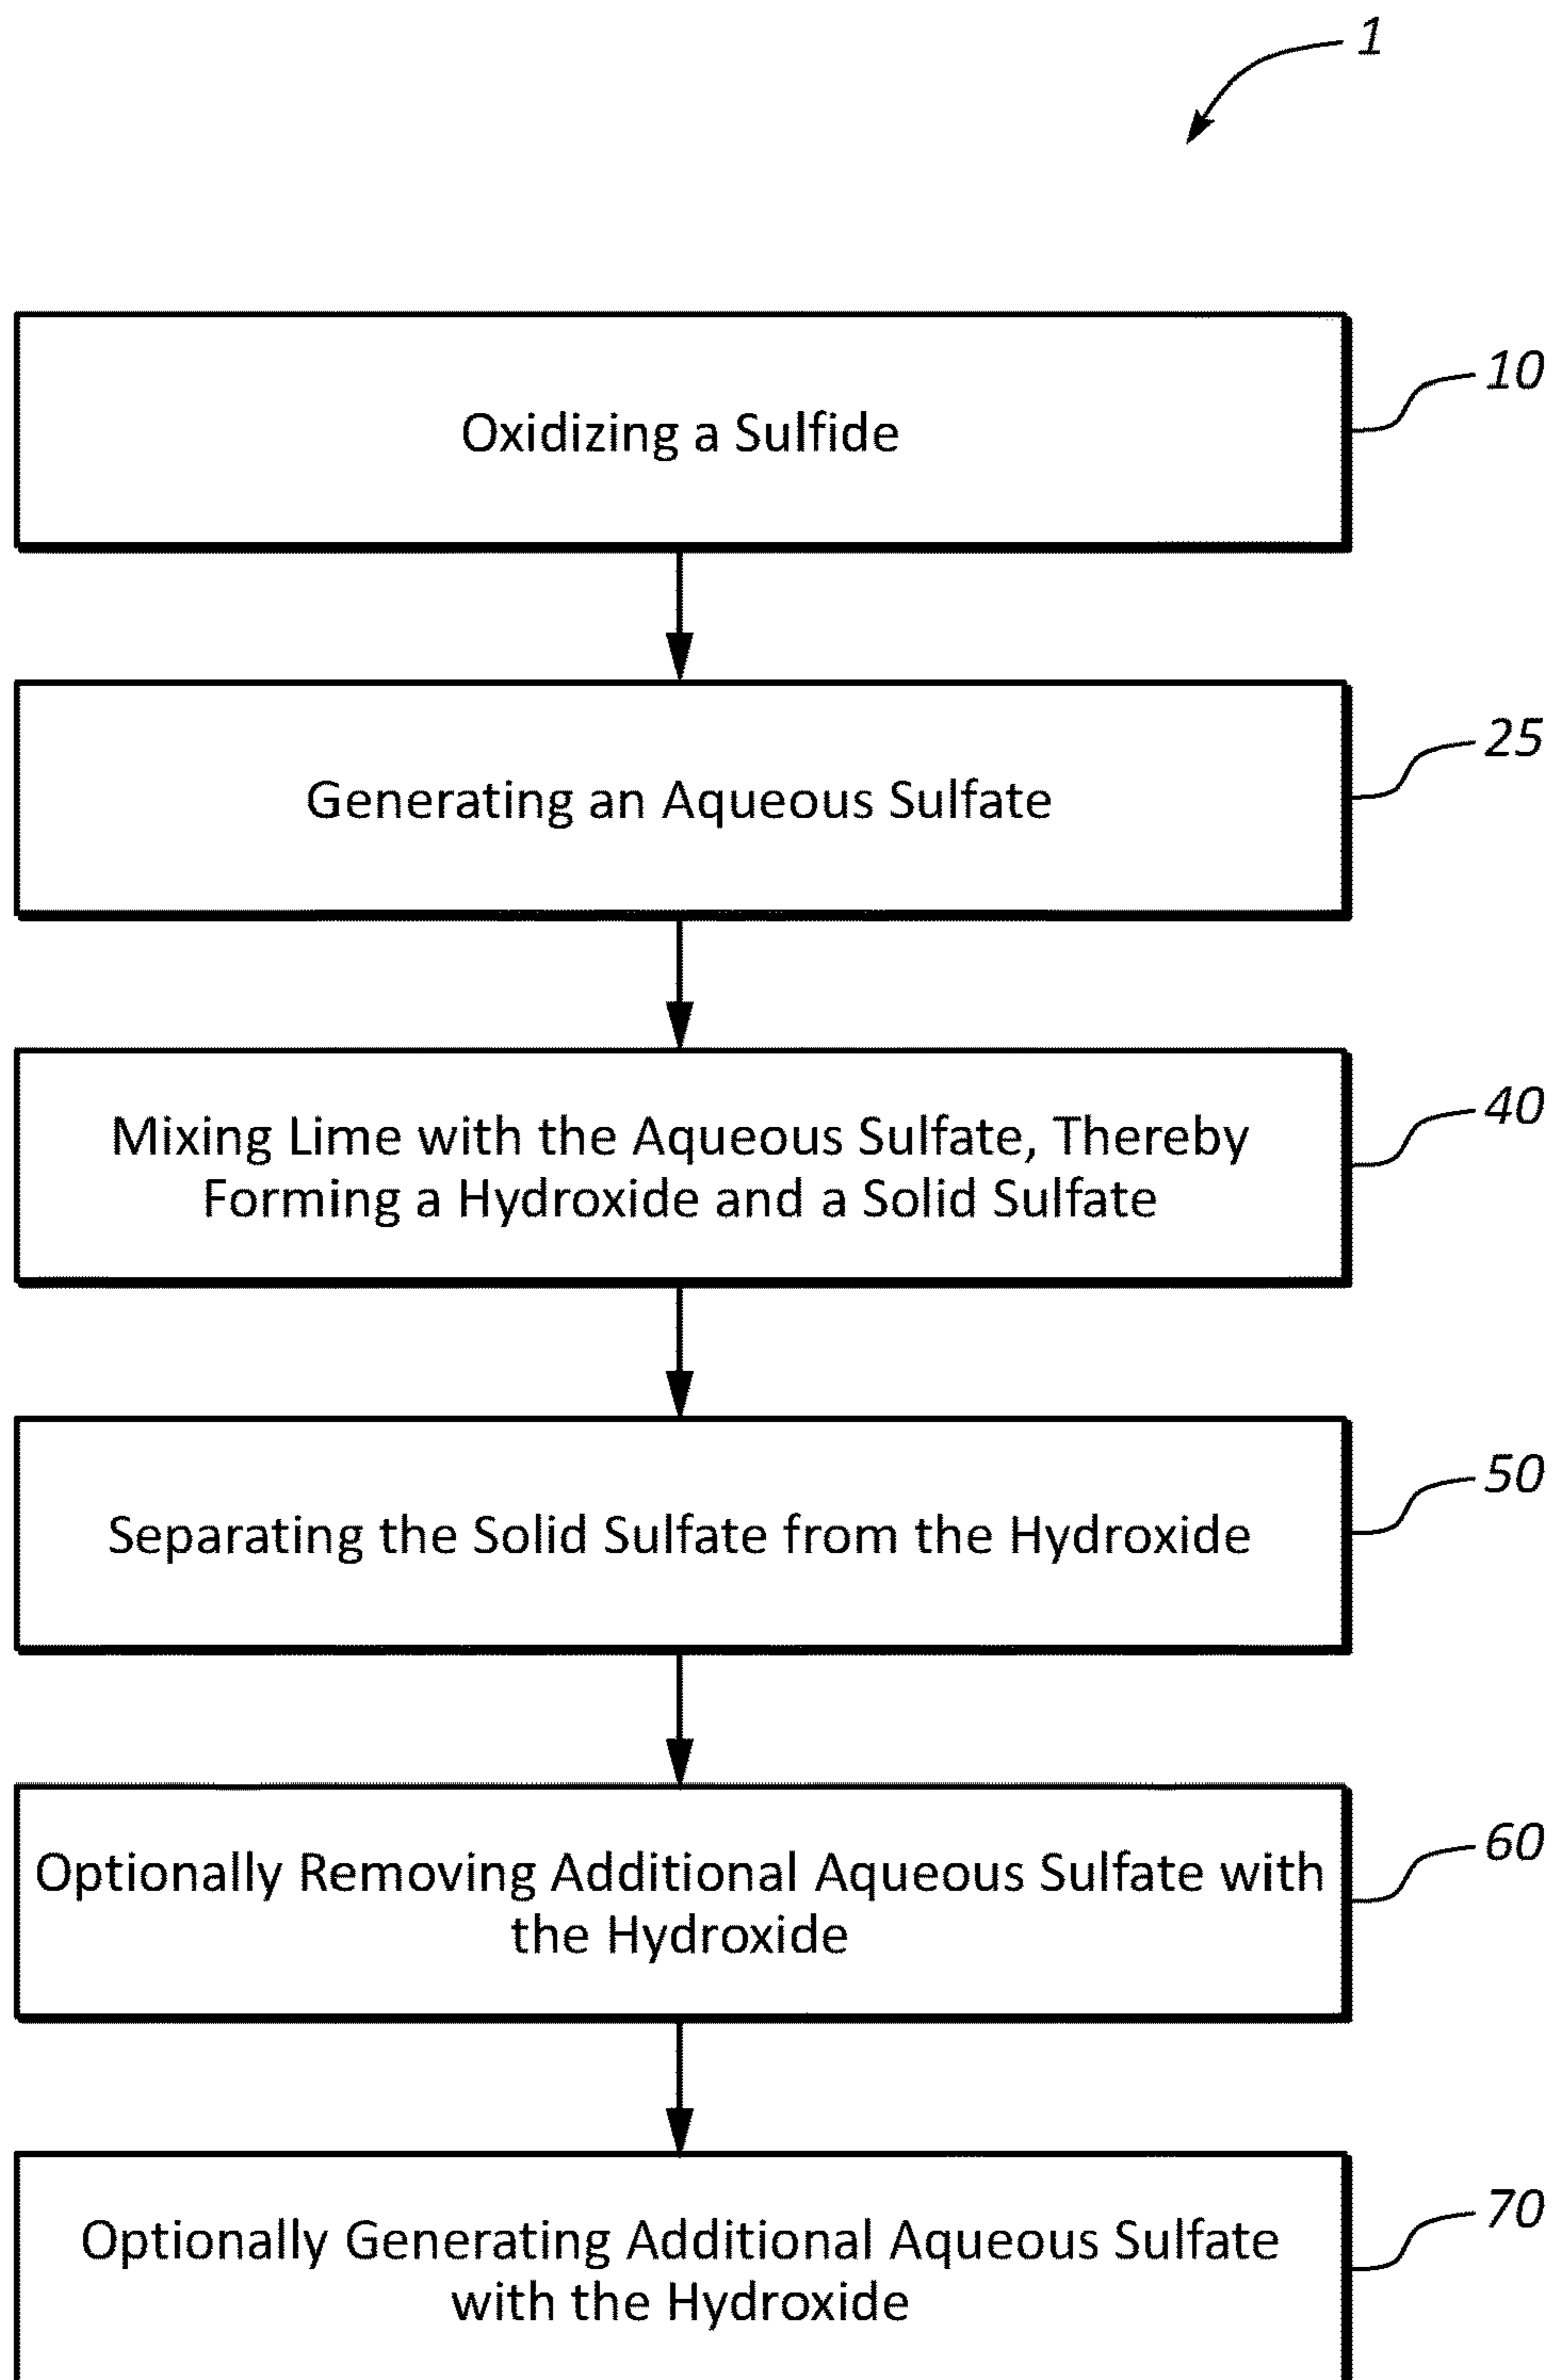 1
Oxidizing a Sulfide
10
Generating an Aqueous Sulfate
25
Mixing Lime with the Aqueous Sulfate, Thereby
Forming a Hydroxide and a Solid Sulfate
40
Separating the Solid Sulfate from the Hydroxide
50
Optionally Removing Additional Aqueous Sulfate with
the Hydroxide
60
Optionally Generating Additional Aqueous Sulfate
with the Hydroxide
70